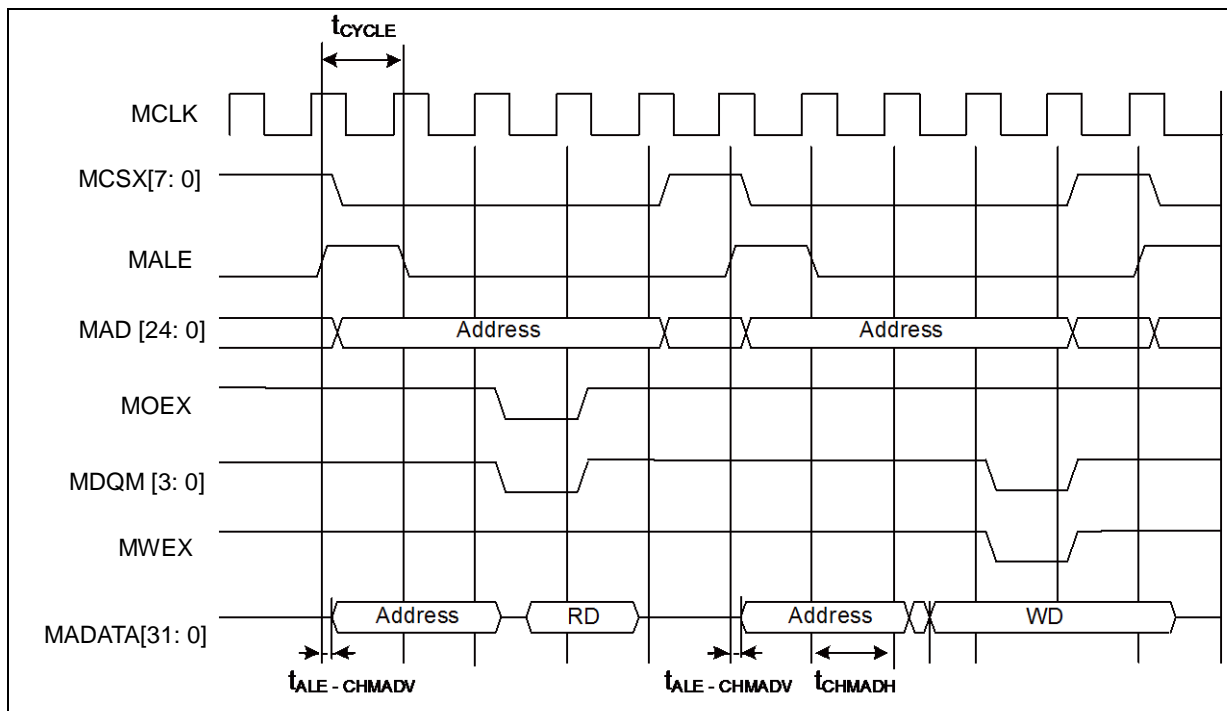 tCYCLE
MCLK
MCSX[7: 0]
MALE
MAD [24: 0]
Address
Address
MOEX
MDQM [3: 0]
MWEX
MADATA[31: 0]
Address
RD
Address
WD
tALE - CHMADV
tALE - CHMADV
tCHMADH